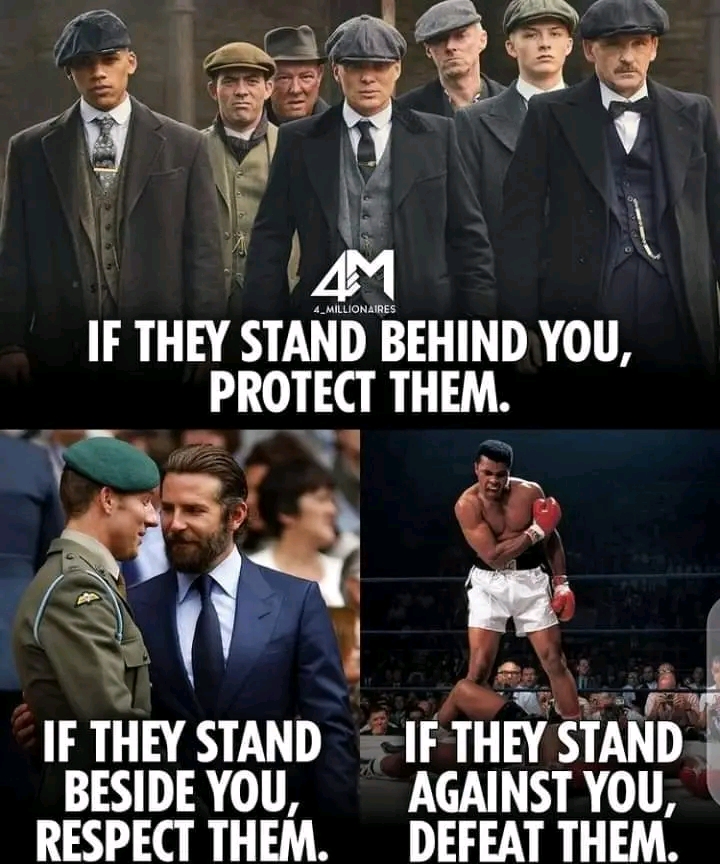 4M
4_MILLIONAIRES
IF THEY STAND BEHIND YOU,
PROTECT THEM.
IF THEY STAND
BESIDE YOU,
RESPECT THEM.
IF THEY STAND
AGAINST YOU,
DEFEAT THEM.